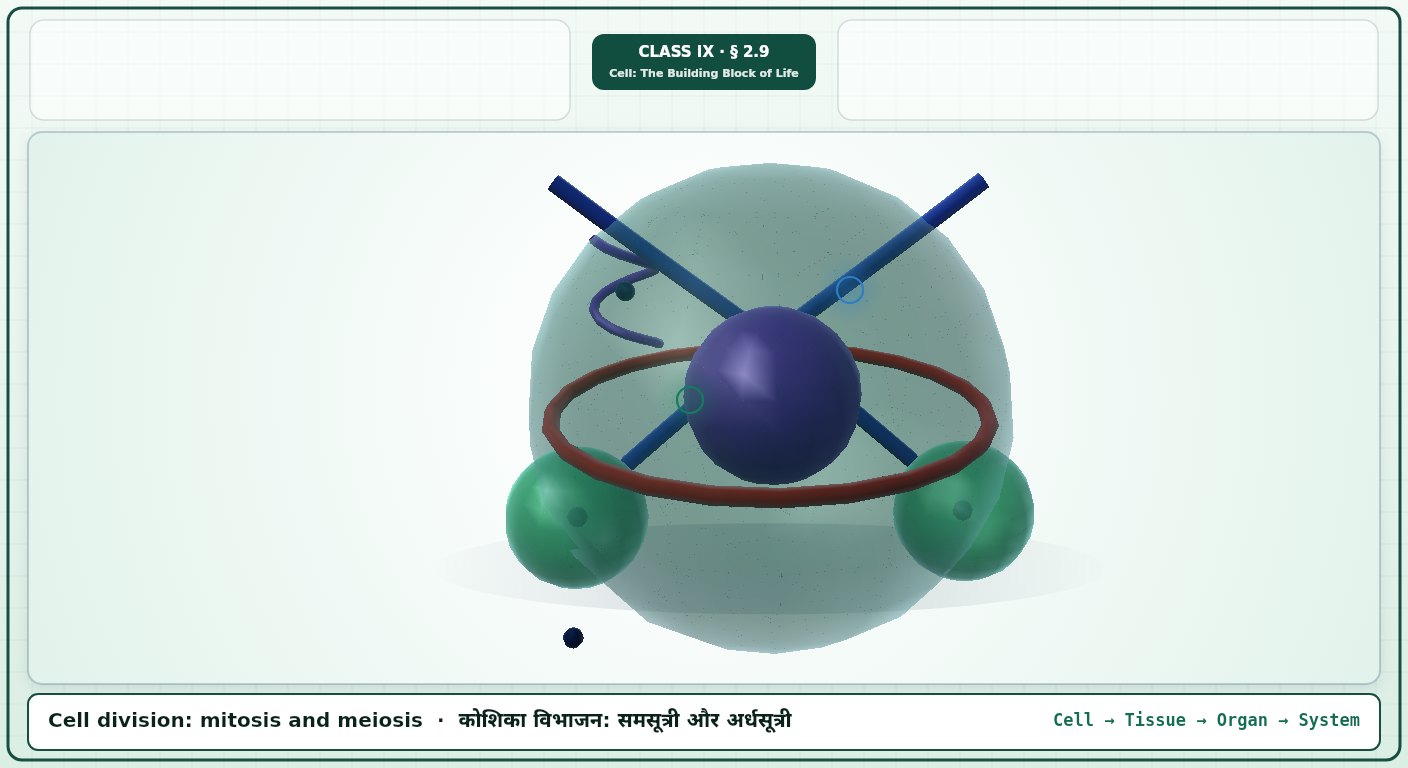 CLASS IX · § 2.9
Cell: The Building Block of Life
Cell division: mitosis and meiosis · कोशिका विभाजन: समसूत्री और अर्धसूत्री
Cell → Tissue → Organ → System